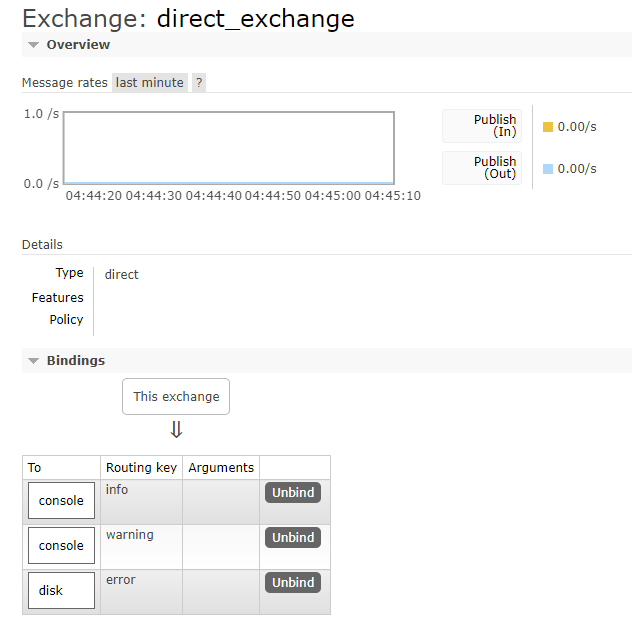 Exchange: direct_exchange
Overview
Message rates last minute ?
1.0 /s
0.0 /s
04:44:20 04:44:30 04:44:40 04:44:50 04:45:00 04:45:10
Publish
(In)
0.00/s
Publish
(Out)
0.00/s
Details
Type direct
Features
Policy
Bindings
This exchange
⇓
To Routing key Arguments
console info Unbind
console warning Unbind
disk error Unbind